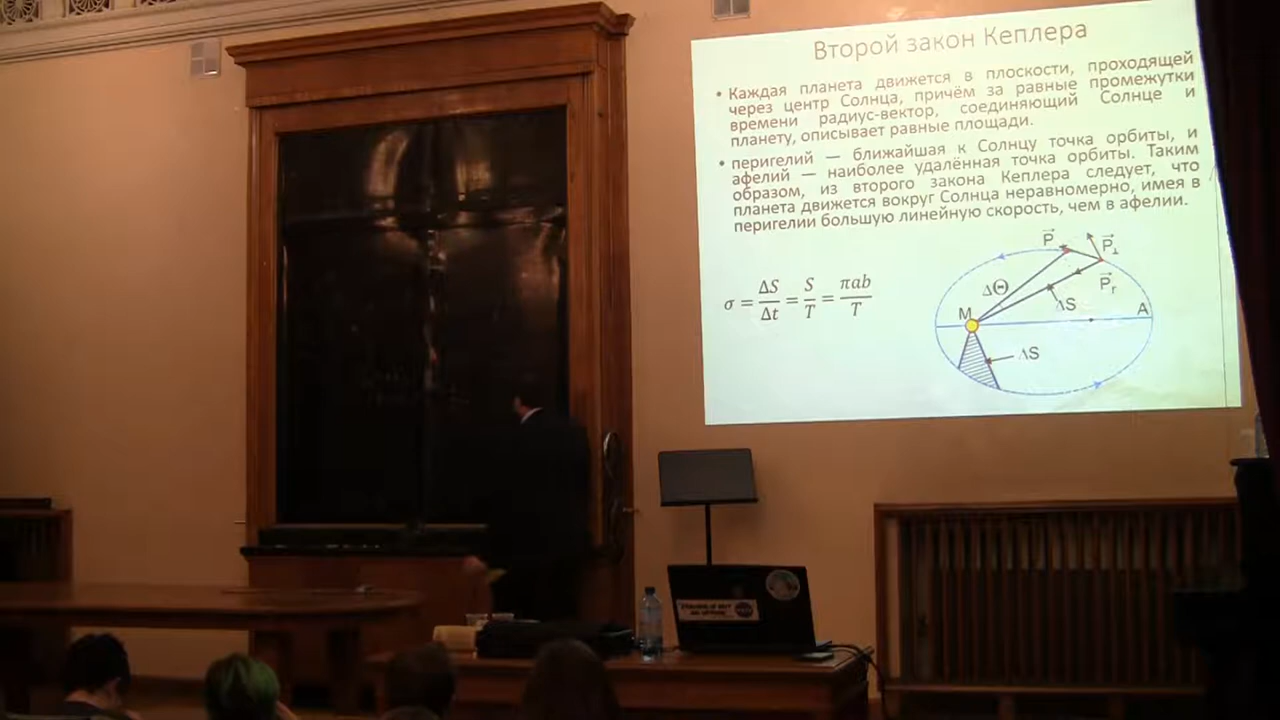 Второй закон Кеплера
• Каждая планета движется в плоскости, проходящей
через центр Солнца, причём за равные промежутки
времени радиус-вектор, соединяющий Солнце и
планету, описывает равные площади.
• перигелий — ближайшая к Солнцу точка орбиты, и
афелий — наиболее удалённая точка орбиты. Таким
образом, из второго закона Кеплера следует, что
планета движется вокруг Солнца неравномерно, имея в
перигелии большую линейную скорость, чем в афелии.
σ = ΔS/Δt = S/T = πab/T
P
P⊥
Pr
ΔΘ
ΔS
M
A
ΔS